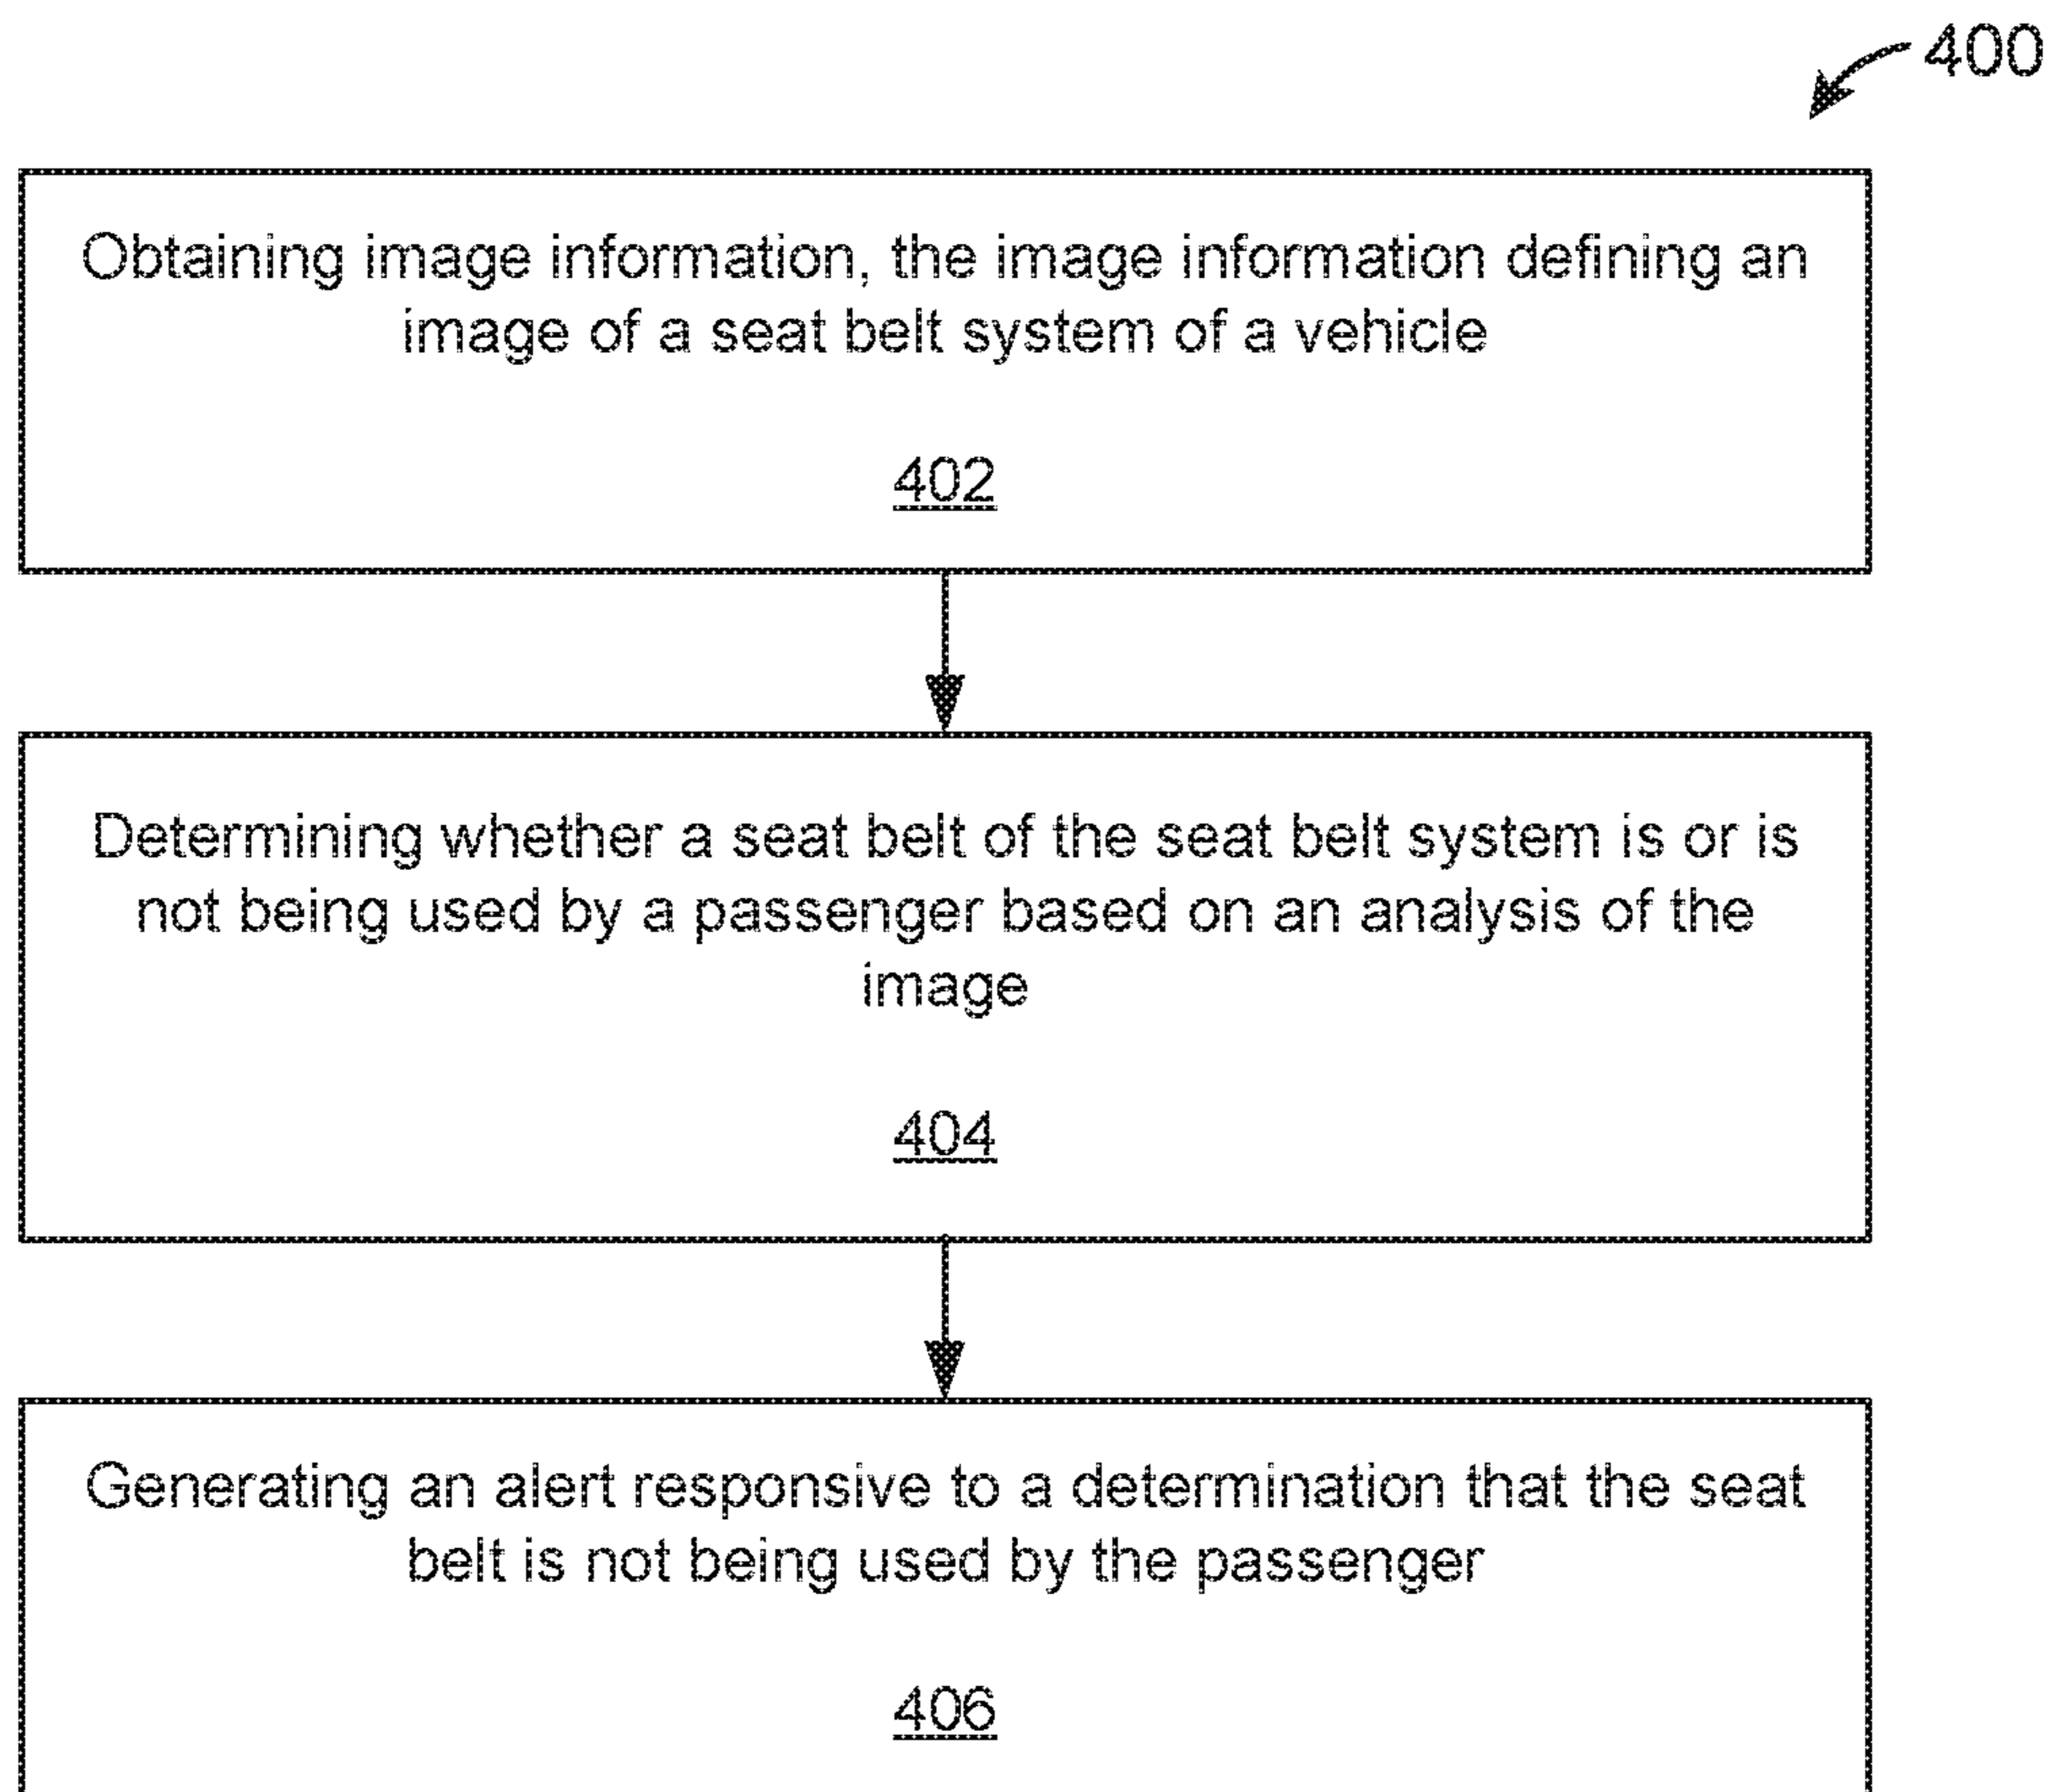 400
Obtaining image information, the image information defining an
image of a seat belt system of a vehicle
402
Determining whether a seat belt of the seat belt system is or is
not being used by a passenger based on an analysis of the
image
404
Generating an alert responsive to a determination that the seat
belt is not being used by the passenger
406